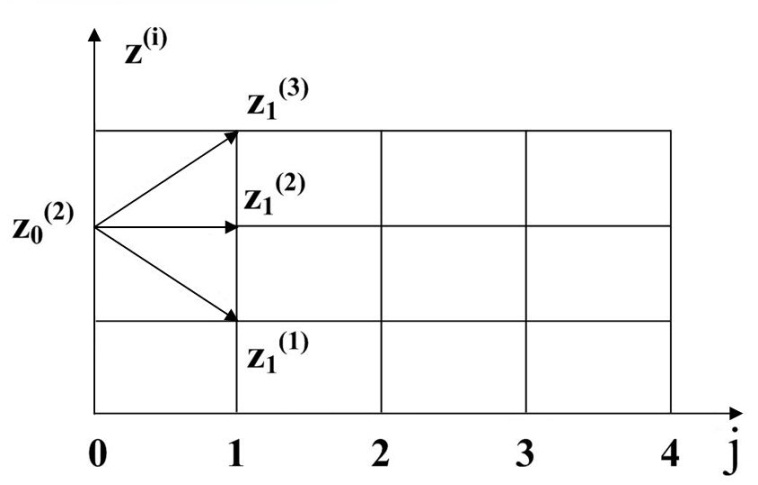 z⁽ⁱ⁾
z₁⁽³⁾
z₁⁽²⁾
z₀⁽²⁾
z₁⁽¹⁾
0 1 2 3 4 j